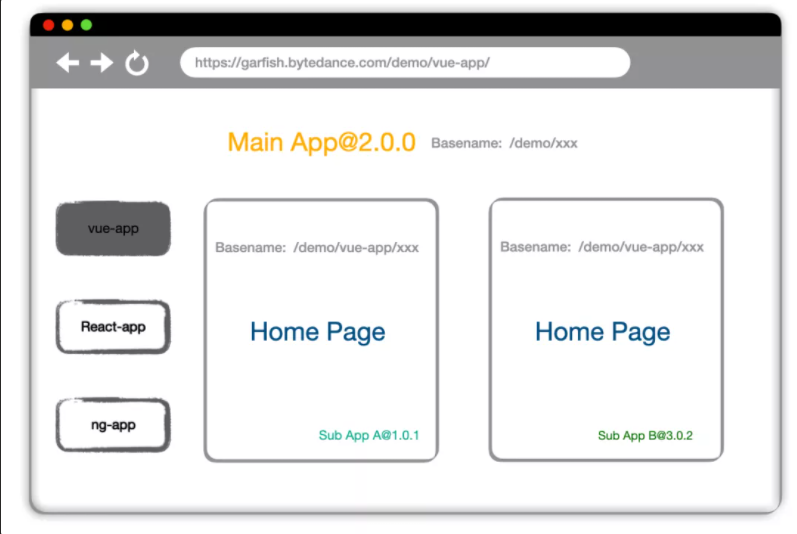 https://garfish.bytedance.com/demo/vue-app/
Main App@2.0.0 Basename: /demo/xxx
vue-app
React-app
ng-app
Basename: /demo/vue-app/xxx
Home Page
Sub App A@1.0.1
Basename: /demo/vue-app/xxx
Home Page
Sub App B@3.0.2